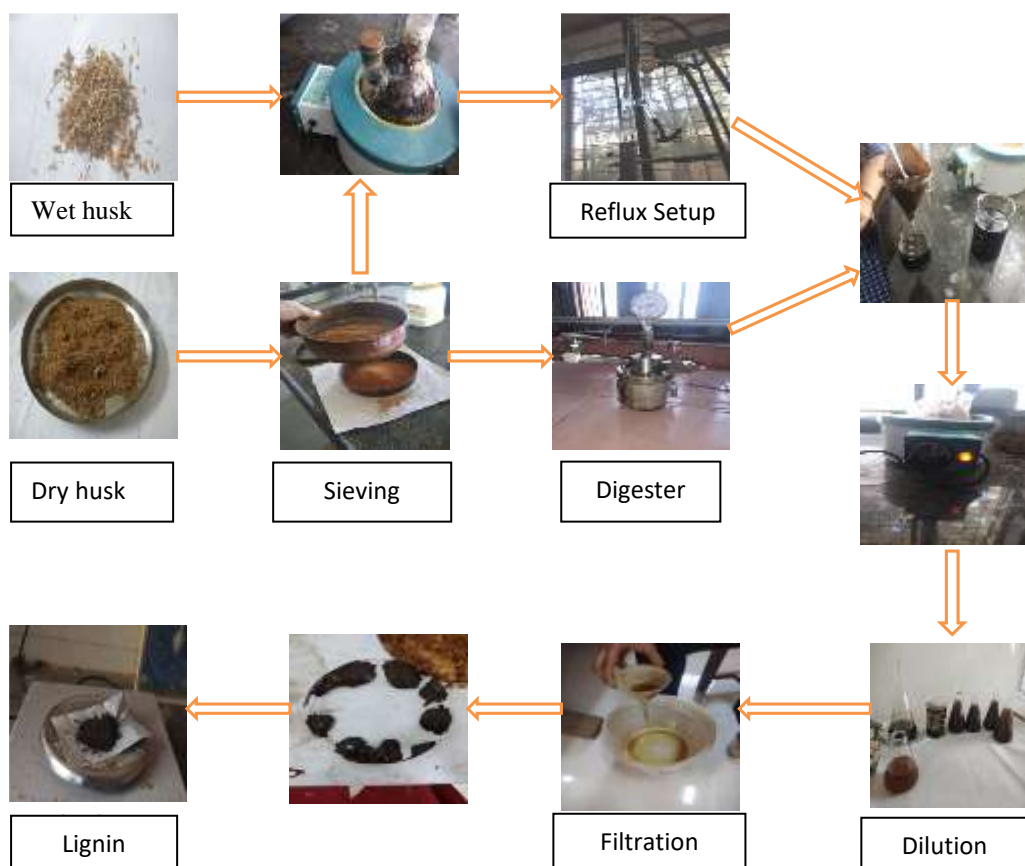 Wet husk
Reflux Setup
Dry husk
Sieving
Digester
Lignin
Filtration
Dilution